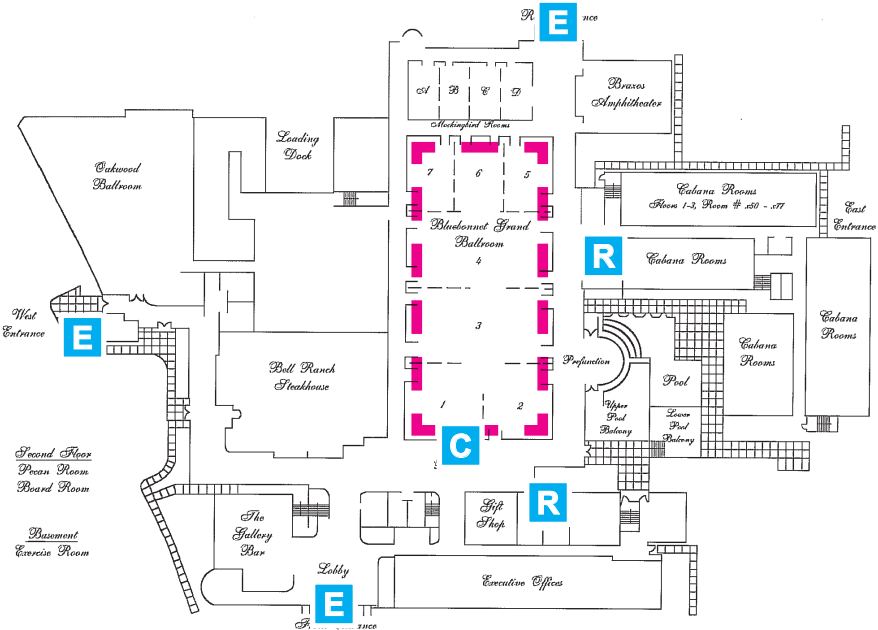 E
A
B
C
D
Brazos
Amphitheater
Mockingbird Rooms
Loading
Dock
Oakwood
Ballroom
7
6
5
Cabana Rooms
Floors 1-3, Room # x50 - x77
East
Entrance
Bluebonnet Grand
Ballroom
R
Cabana Rooms
4
West
Entrance
E
3
Cabana
Rooms
Cabana
Rooms
Prefunction
Boll Ranch
Steakhouse
Pool
1
2
Upper
Pool
Balcony
Lower
Pool
Balcony
C
Second Floor
Pecan Room
Board Room
R
Gift
Shop
The
Gallery
Bar
Basement
Exercise Room
Lobby
Executive Offices
E